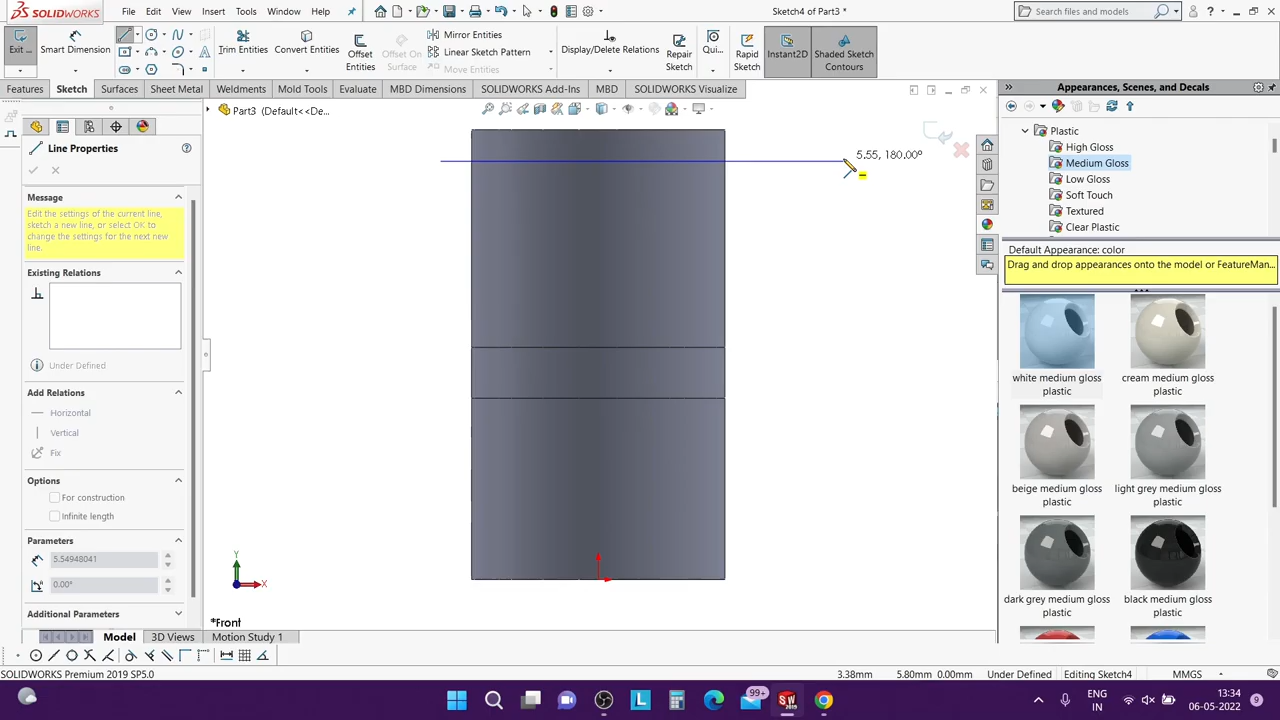 SOLIDWORKS
File Edit View Insert Tools Window Help
Sketch4 of Part3
Search files and models
Exit ...
Smart Dimension
Trim Entities
Convert Entities
Offset Entities
Offset On Surface
Mirror Entities
Linear Sketch Pattern
Move Entities
Display/Delete Relations
Repair Sketch
Qui...
Rapid Sketch
Instant2D
Shaded Sketch Contours
Features Sketch Surfaces Sheet Metal Weldments Mold Tools Evaluate MBD Dimensions SOLIDWORKS Add-Ins MBD SOLIDWORKS Visualize
Appearances, Scenes, and Decals
Part3 (Default<<De...
Line Properties
Message
Edit the settings of the current line,
sketch a new line, or select OK to
change the settings for the next new
line.
Existing Relations
Under Defined
Add Relations
Horizontal
Vertical
Fix
Options
For construction
Infinite length
Parameters
5.54948041
0.00°
Additional Parameters
5.55, 180.00°
Y
X
*Front
Plastic
High Gloss
Medium Gloss
Low Gloss
Soft Touch
Textured
Clear Plastic
Default Appearance: color
Drag and drop appearances onto the model or FeatureMan...
white medium gloss plastic
cream medium gloss plastic
beige medium gloss plastic
light grey medium gloss plastic
dark grey medium gloss plastic
black medium gloss plastic
Model 3D Views Motion Study 1
SOLIDWORKS Premium 2019 SP5.0
3.38mm 5.80mm 0.00mm Under Defined Editing Sketch4 MMGS
99+
L
SW
2019
ENG
IN
13:34
06-05-2022
9